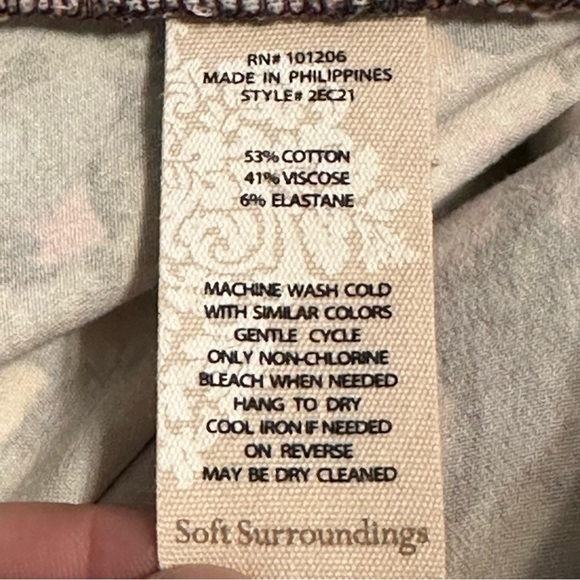 RN# 101206
MADE IN PHILIPPINES
STYLE# 2EC21
53% COTTON
41% VISCOSE
6% ELASTANE
MACHINE WASH COLD
WITH SIMILAR COLORS
GENTLE CYCLE
ONLY NON-CHLORINE
BLEACH WHEN NEEDED
HANG TO DRY
COOL IRON IF NEEDED
ON REVERSE
MAY BE DRY CLEANED
Soft Surroundings